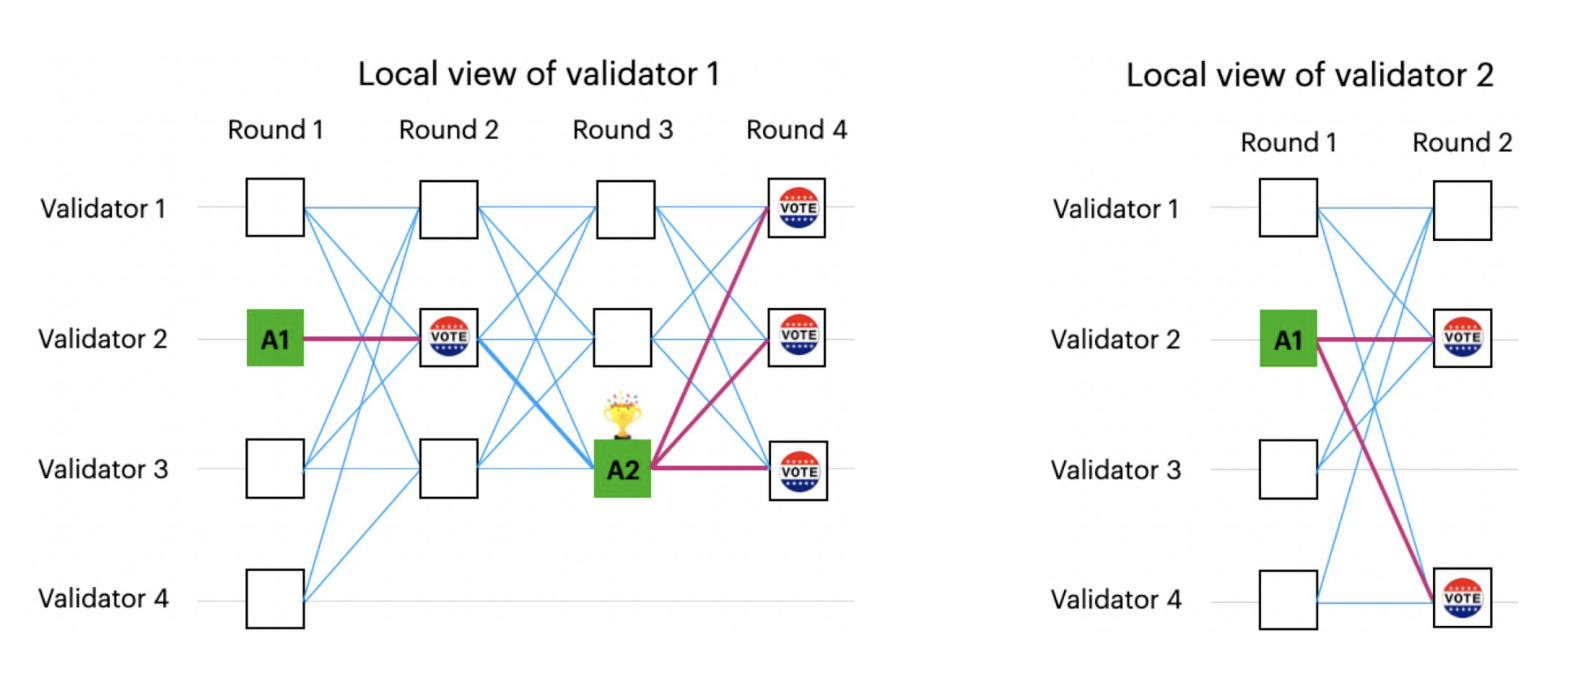 Local view of validator 1
Round 1 Round 2 Round 3 Round 4
Validator 1
VOTE
Validator 2
A1
VOTE
VOTE
Validator 3
A2
VOTE
Validator 4
Local view of validator 2
Round 1 Round 2
Validator 1
Validator 2
A1
VOTE
Validator 3
Validator 4
VOTE